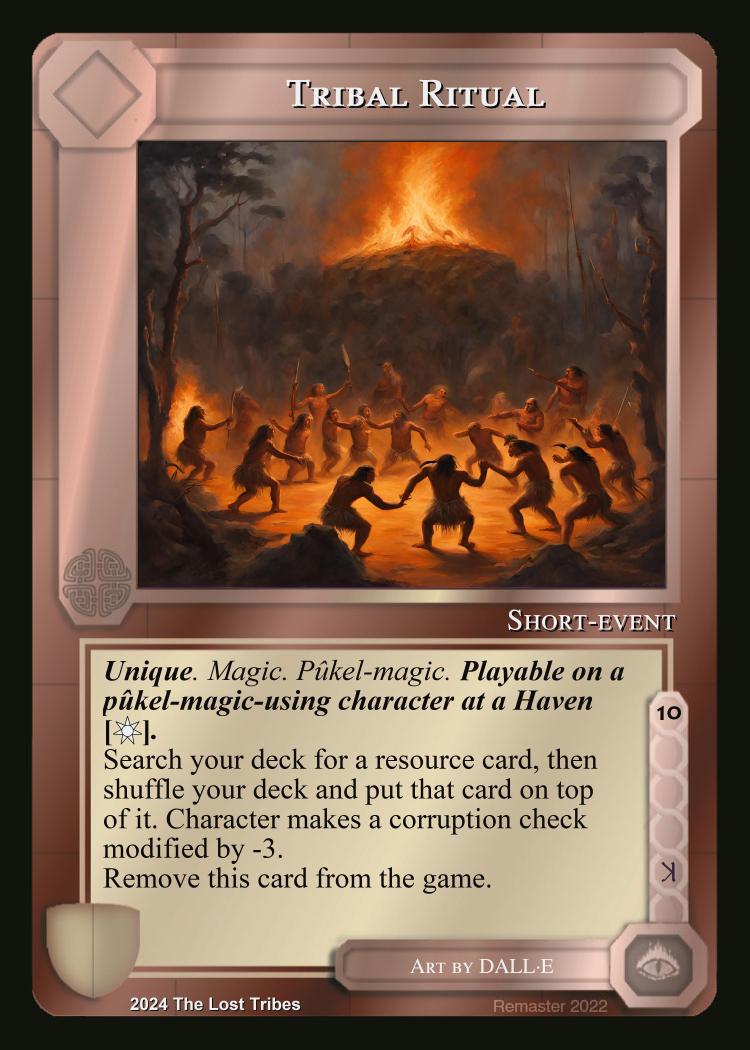 Tribal Ritual
Short-event
Unique. Magic. Pûkel-magic. Playable on a
pûkel-magic-using character at a Haven
[].
Search your deck for a resource card, then
shuffle your deck and put that card on top
of it. Character makes a corruption check
modified by -3.
Remove this card from the game.
10
Art by DALL·E
2024 The Lost Tribes
Remaster 2022